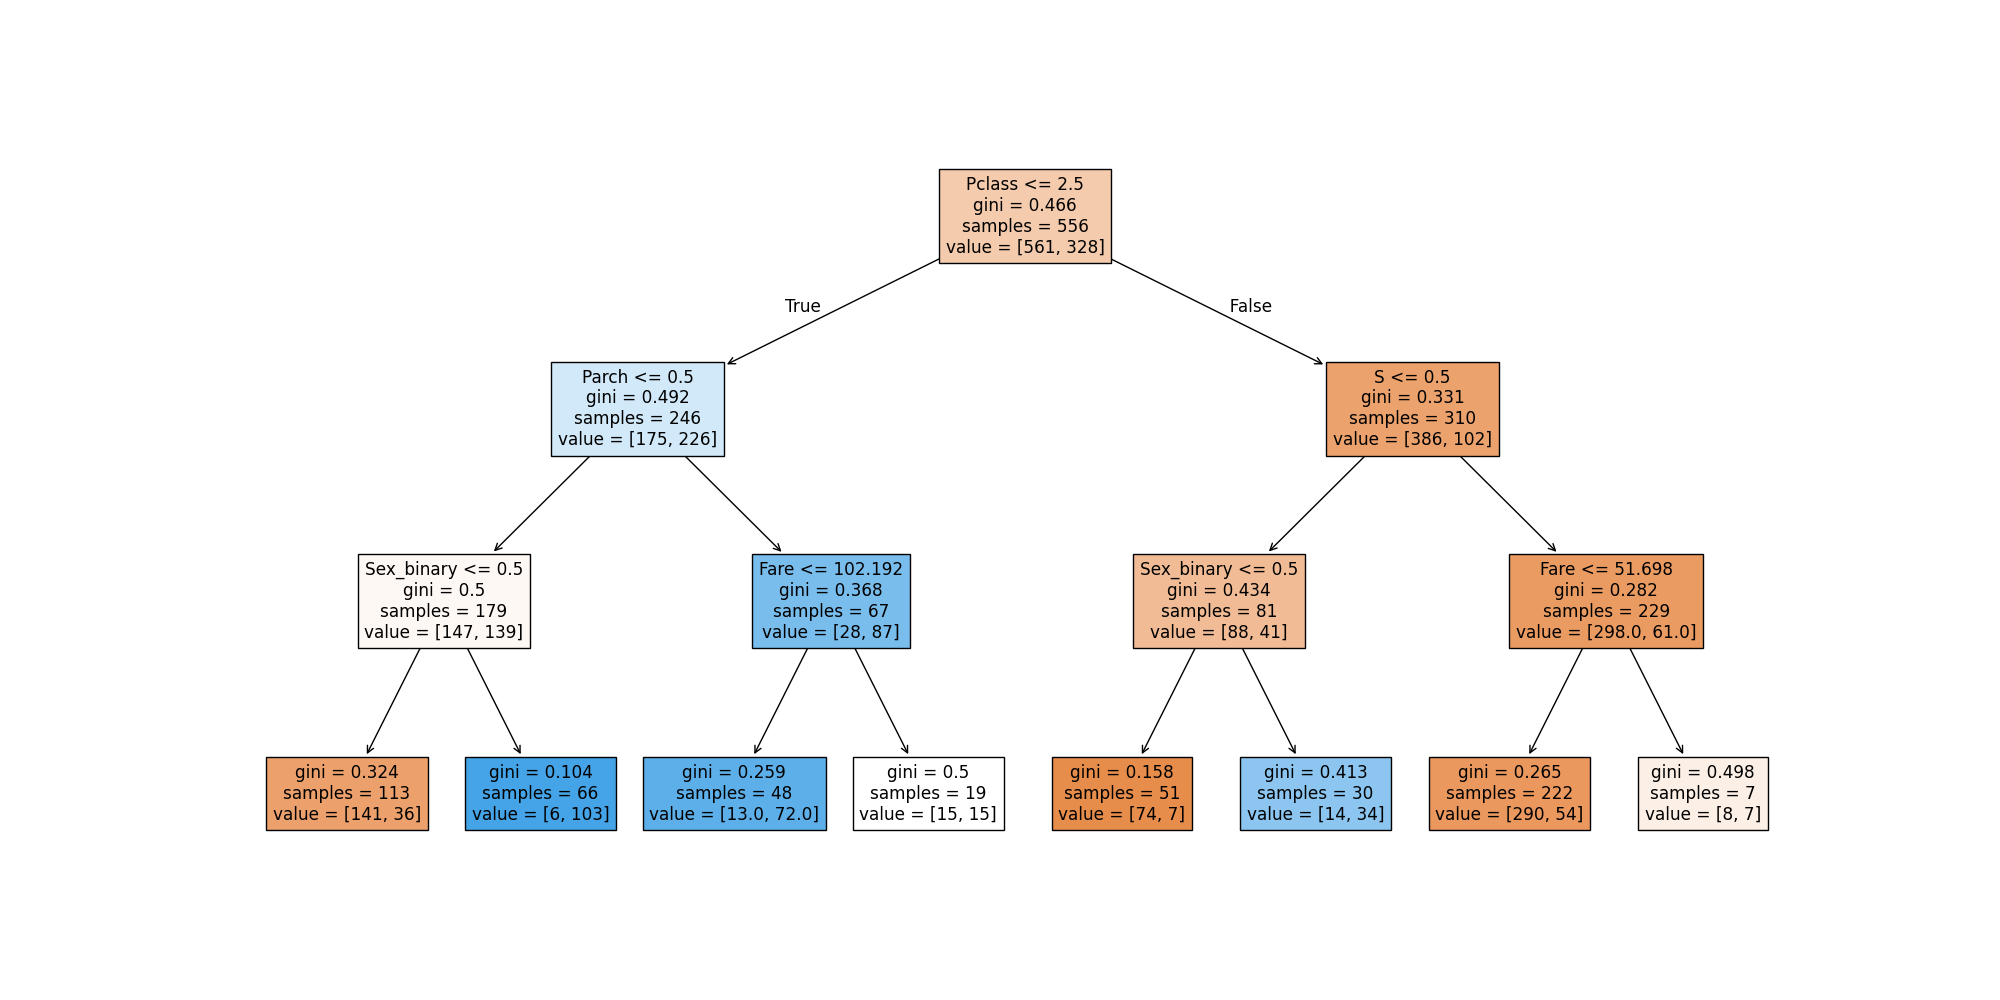 Pclass <= 2.5
gini = 0.466
samples = 556
value = [561, 328]
True
False
Parch <= 0.5
gini = 0.492
samples = 246
value = [175, 226]
S <= 0.5
gini = 0.331
samples = 310
value = [386, 102]
Sex_binary <= 0.5
gini = 0.5
samples = 179
value = [147, 139]
Fare <= 102.192
gini = 0.368
samples = 67
value = [28, 87]
Sex_binary <= 0.5
gini = 0.434
samples = 81
value = [88, 41]
Fare <= 51.698
gini = 0.282
samples = 229
value = [298.0, 61.0]
gini = 0.324
samples = 113
value = [141, 36]
gini = 0.104
samples = 66
value = [6, 103]
gini = 0.259
samples = 48
value = [13.0, 72.0]
gini = 0.5
samples = 19
value = [15, 15]
gini = 0.158
samples = 51
value = [74, 7]
gini = 0.413
samples = 30
value = [14, 34]
gini = 0.265
samples = 222
value = [290, 54]
gini = 0.498
samples = 7
value = [8, 7]